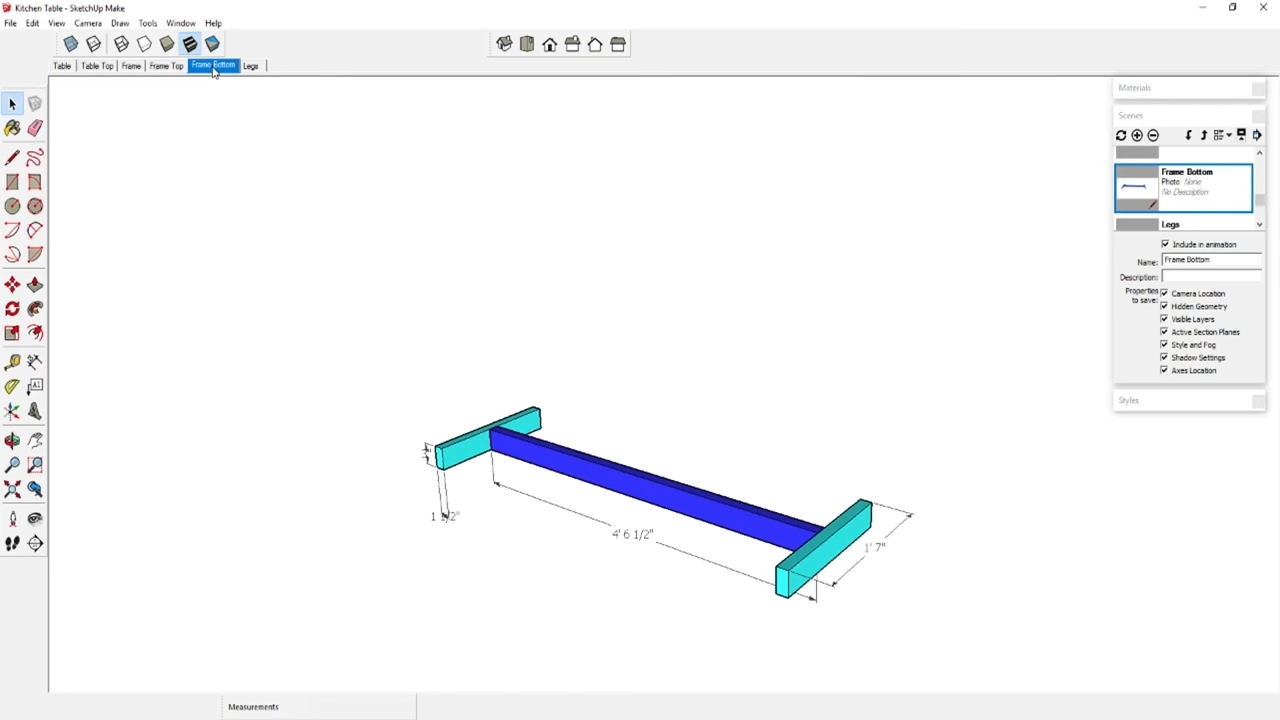 Kitchen Table - SketchUp Make
File Edit View Camera Draw Tools Window Help
Table Table Top Frame Frame Top Frame Bottom Legs
Materials
Scenes
Frame Bottom
Photo: None
No Description
Legs
Include in animation
Name: Frame Bottom
Description:
Properties to save:
Camera Location
Hidden Geometry
Visible Layers
Active Section Planes
Style and Fog
Shadow Settings
Axes Location
Styles
3"
1 1/2"
4' 6 1/2"
1' 7"
Measurements